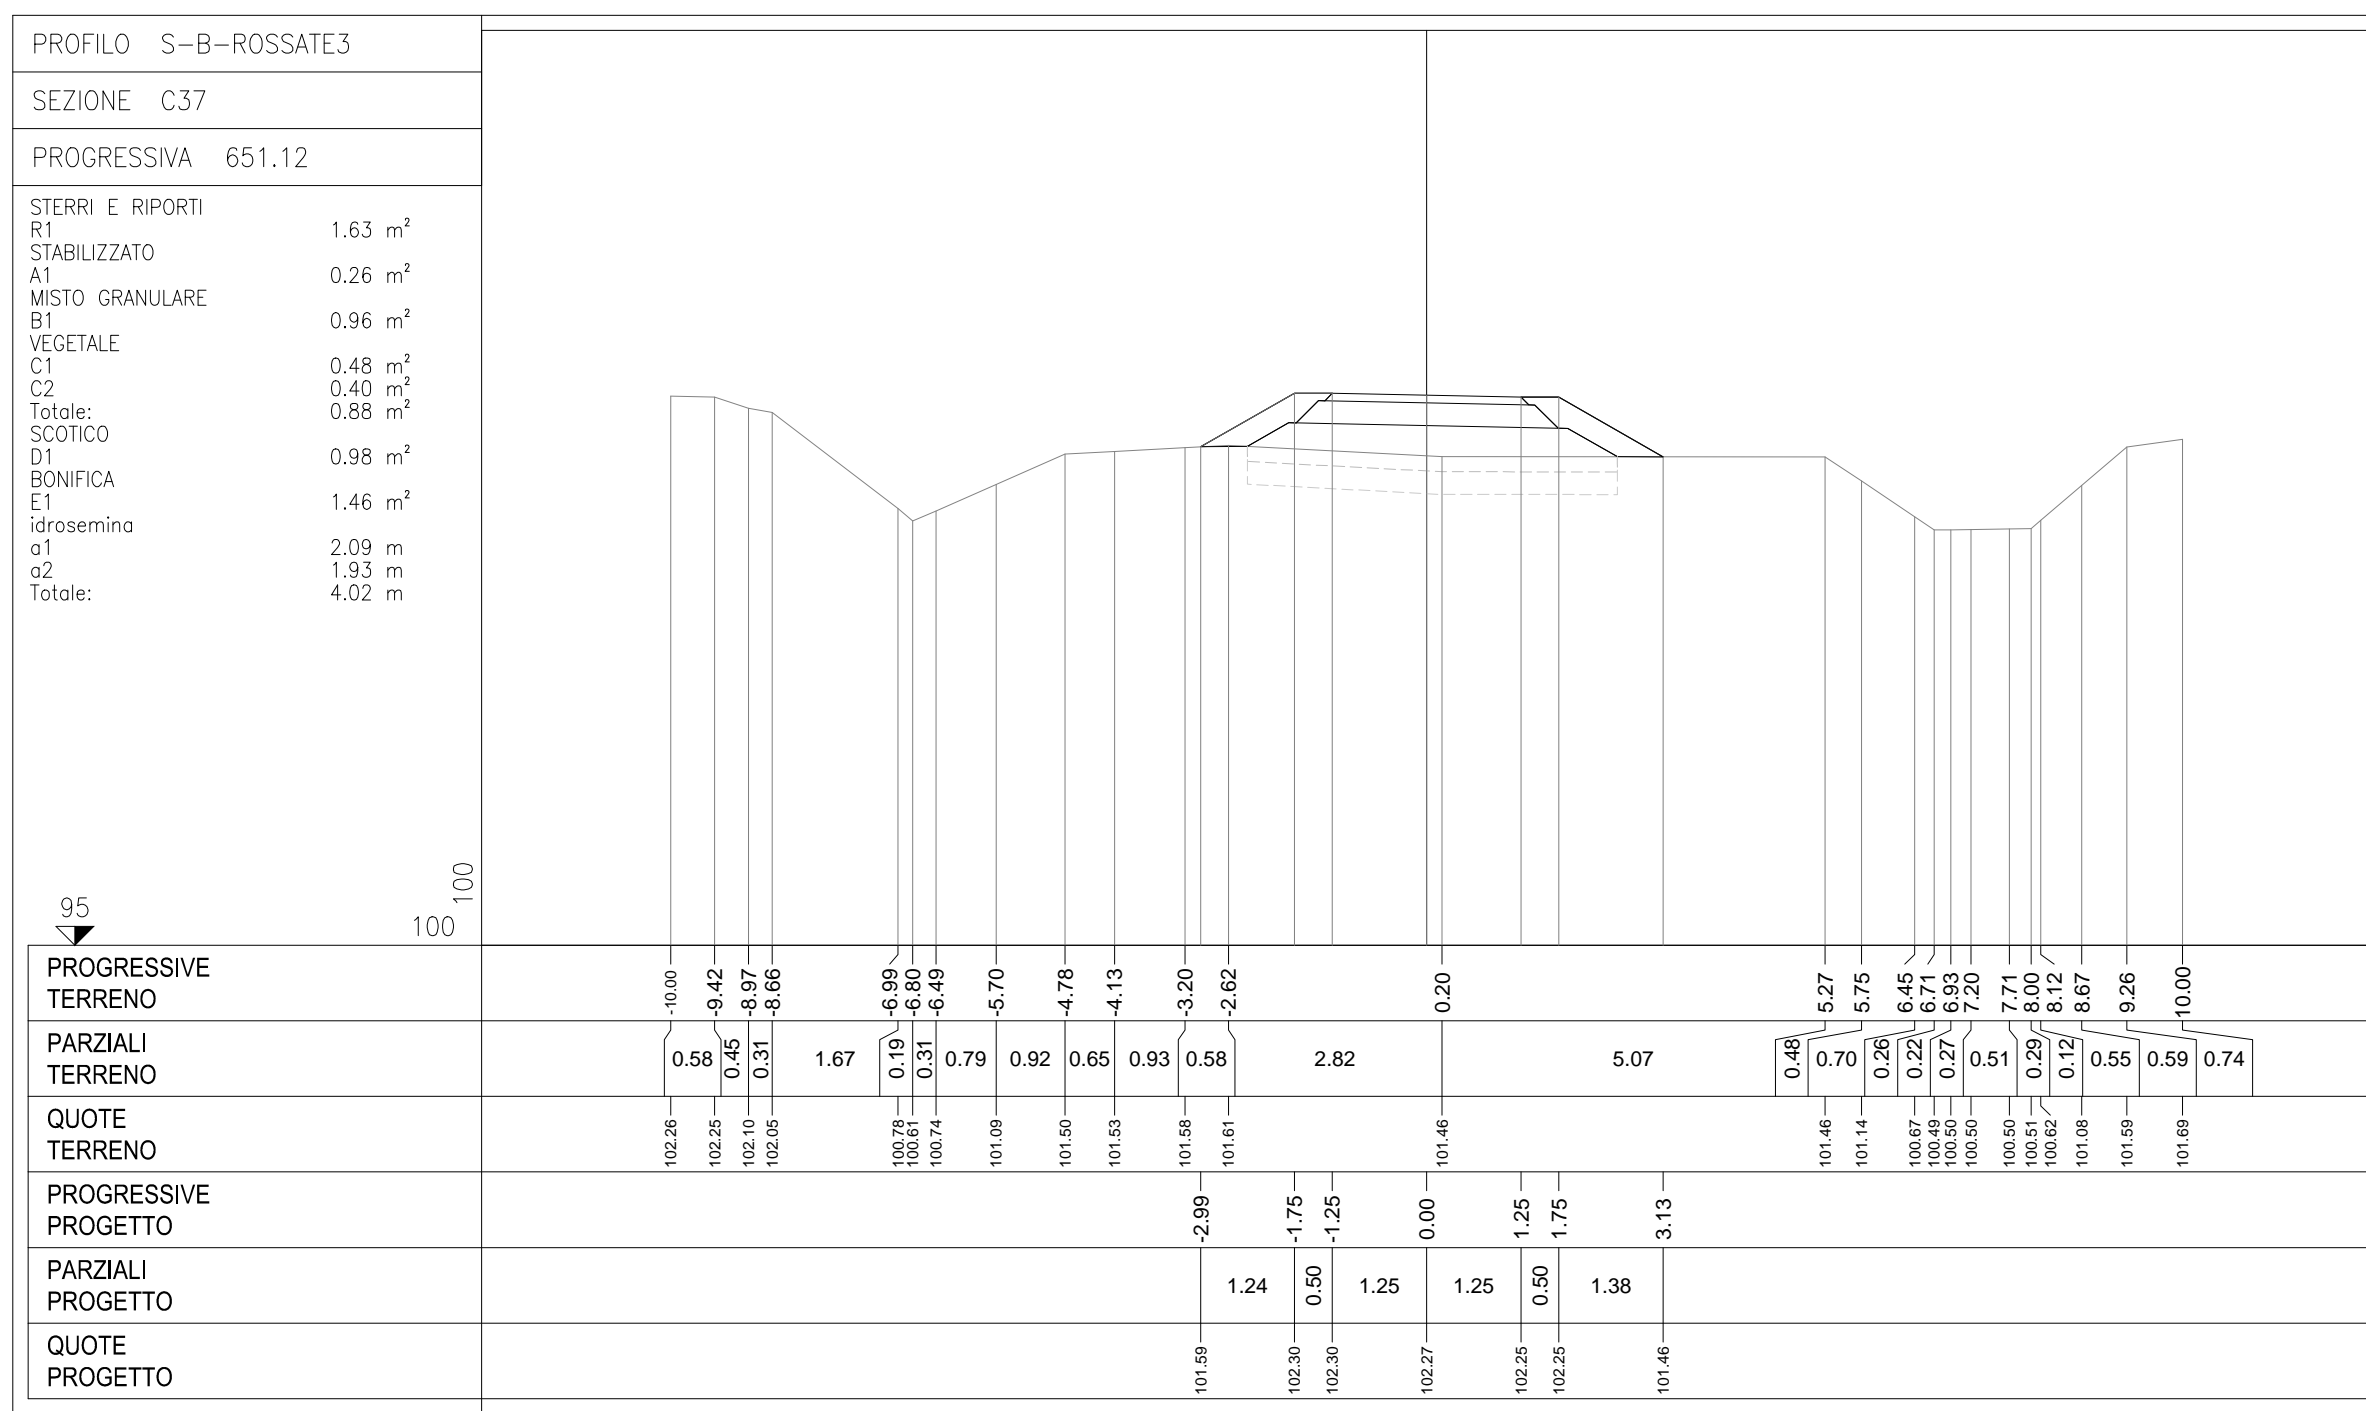 PROFILO S-B-ROSSATE3
SEZIONE C37
PROGRESSIVA 651.12
STERRI E RIPORTI
R1 1.63 m²
STABILIZZATO
A1 0.26 m²
MISTO GRANULARE
B1 0.96 m²
VEGETALE
C1 0.48 m²
C2 0.40 m²
Totale: 0.88 m²
SCOTICO
D1 0.98 m²
BONIFICA
E1 1.46 m²
idrosemina
a1 2.09 m
a2 1.93 m
Totale: 4.02 m
95
100
100
PROGRESSIVE
TERRENO
-10.00 -9.42 -8.97 -8.66 -6.99 -6.80 -6.49 -5.70 -4.78 -4.13 -3.20 -2.62 0.20 5.27 5.75 6.45 6.71 6.93 7.20 7.71 8.00 8.12 8.67 9.26 10.00
PARZIALI
TERRENO
0.58 0.45 0.31 1.67 0.19 0.31 0.79 0.92 0.65 0.93 0.58 2.82 5.07 0.48 0.70 0.26 0.22 0.27 0.51 0.29 0.12 0.55 0.59 0.74
QUOTE
TERRENO
102.26 102.25 102.10 102.05 100.78 100.61 100.74 101.09 101.50 101.53 101.58 101.61 101.46 101.46 101.14 100.67 100.49 100.50 100.50 100.50 100.51 100.62 101.08 101.59 101.69
PROGRESSIVE
PROGETTO
-2.99 -1.75 -1.25 0.00 1.25 1.75 3.13
PARZIALI
PROGETTO
1.24 0.50 1.25 1.25 0.50 1.38
QUOTE
PROGETTO
101.59 102.30 102.30 102.27 102.25 102.25 101.46